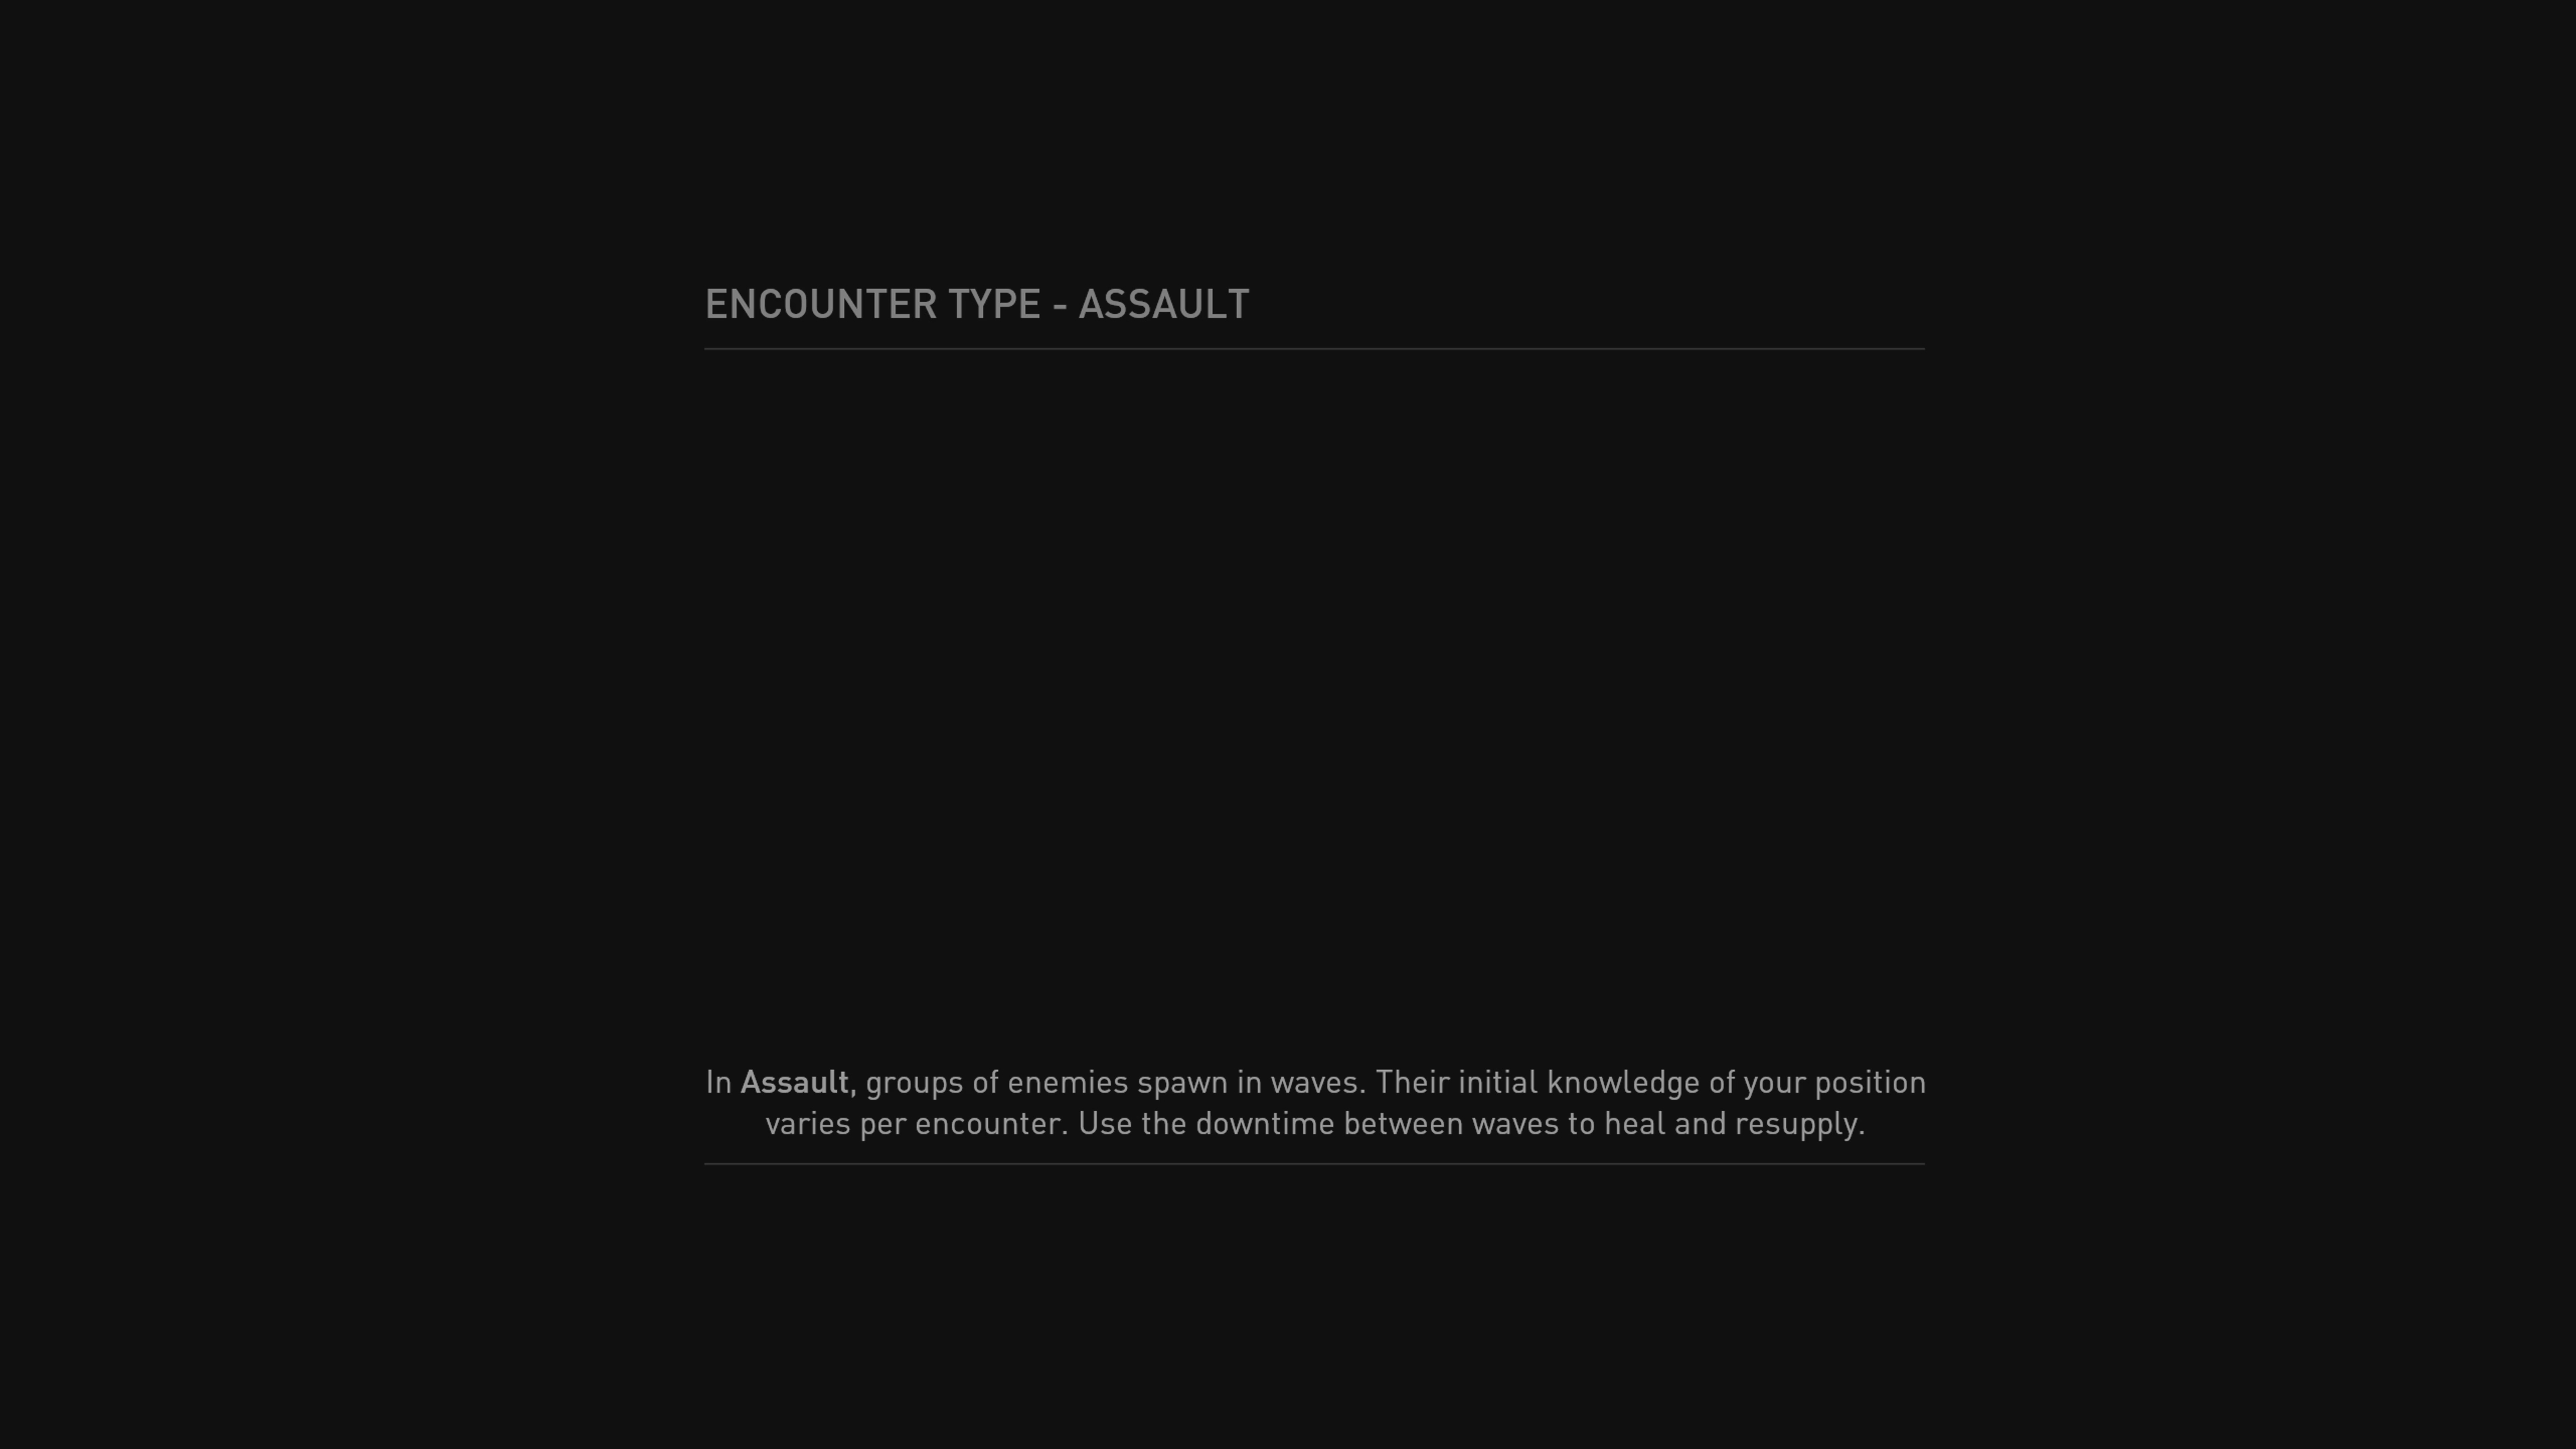 ENCOUNTER TYPE - ASSAULT
In Assault, groups of enemies spawn in waves. Their initial knowledge of your position
varies per encounter. Use the downtime between waves to heal and resupply.